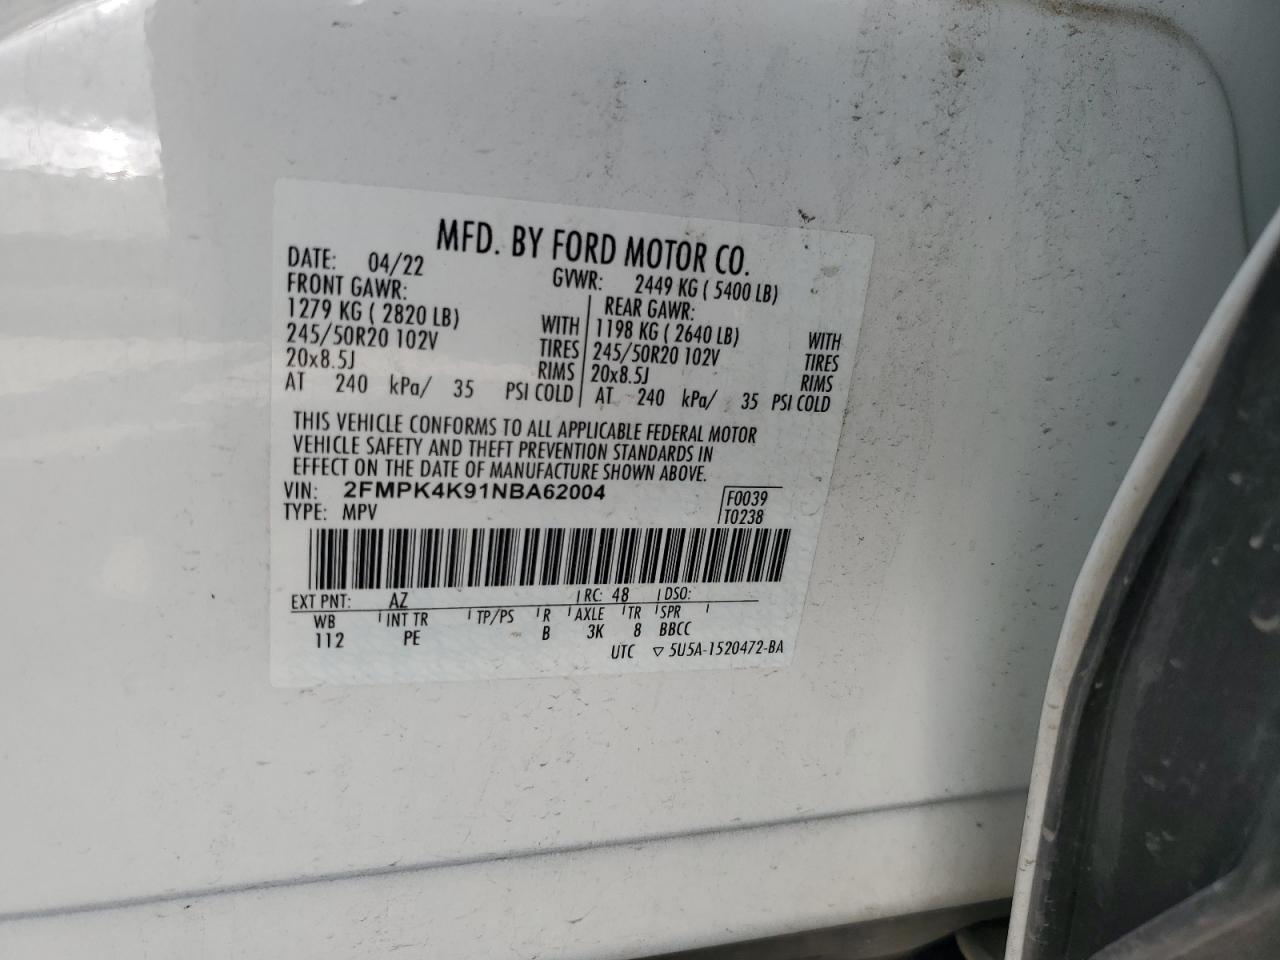 MFD. BY FORD MOTOR CO.
DATE: 04/22 GVWR: 2449 KG ( 5400 LB)
FRONT GAWR: REAR GAWR:
1279 KG ( 2820 LB) WITH 1198 KG ( 2640 LB) WITH
245/50R20 102V TIRES 245/50R20 102V TIRES
20x8.5J RIMS 20x8.5J RIMS
AT 240 kPa/ 35 PSI COLD AT 240 kPa/ 35 PSI COLD
THIS VEHICLE CONFORMS TO ALL APPLICABLE FEDERAL MOTOR
VEHICLE SAFETY AND THEFT PREVENTION STANDARDS IN
EFFECT ON THE DATE OF MANUFACTURE SHOWN ABOVE.
VIN: 2FMPK4K91NBA62004 F0039
TYPE: MPV T0238
EXT PNT: AZ RC: 48 DSO:
WB INT TR TP/PS R AXLE TR SPR
112 PE B 3K 8 BBCC
UTC ▽ 5U5A-1520472-BA